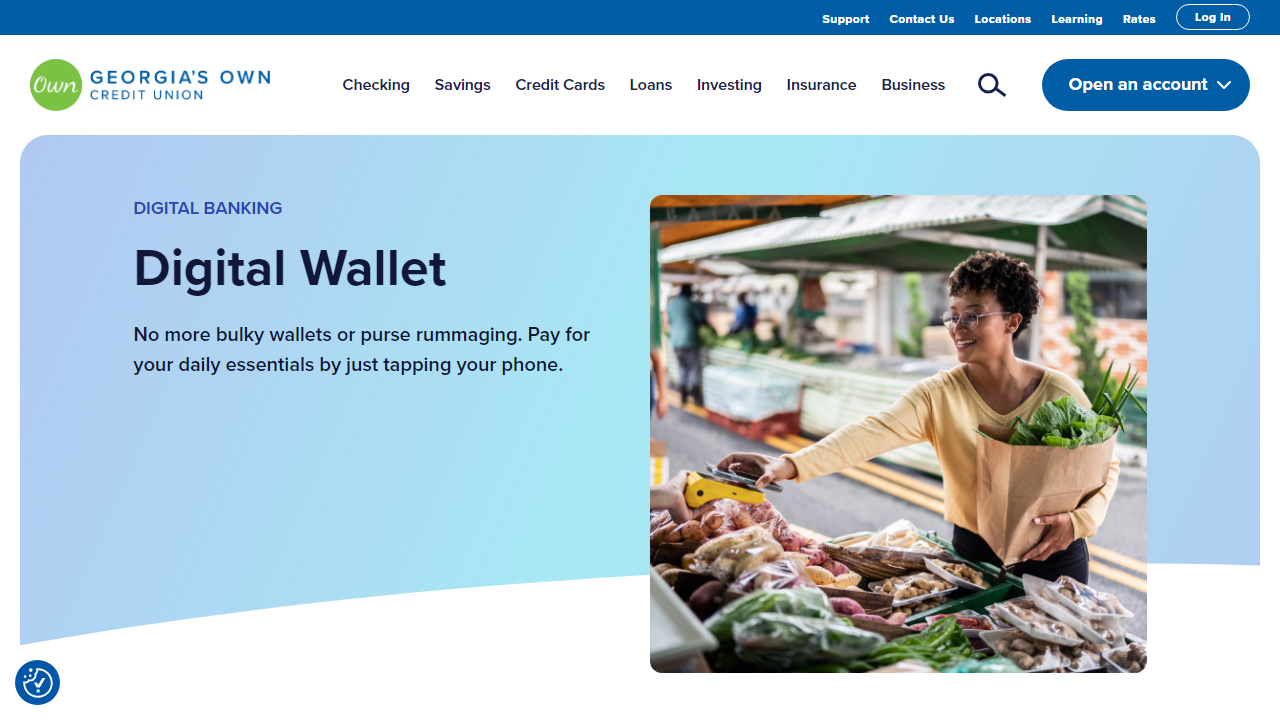 Support Contact Us Locations Learning Rates Log In
Own GEORGIA'S OWN
CREDIT UNION
Checking Savings Credit Cards Loans Investing Insurance Business Open an account
DIGITAL BANKING
Digital Wallet
No more bulky wallets or purse rummaging. Pay for
your daily essentials by just tapping your phone.